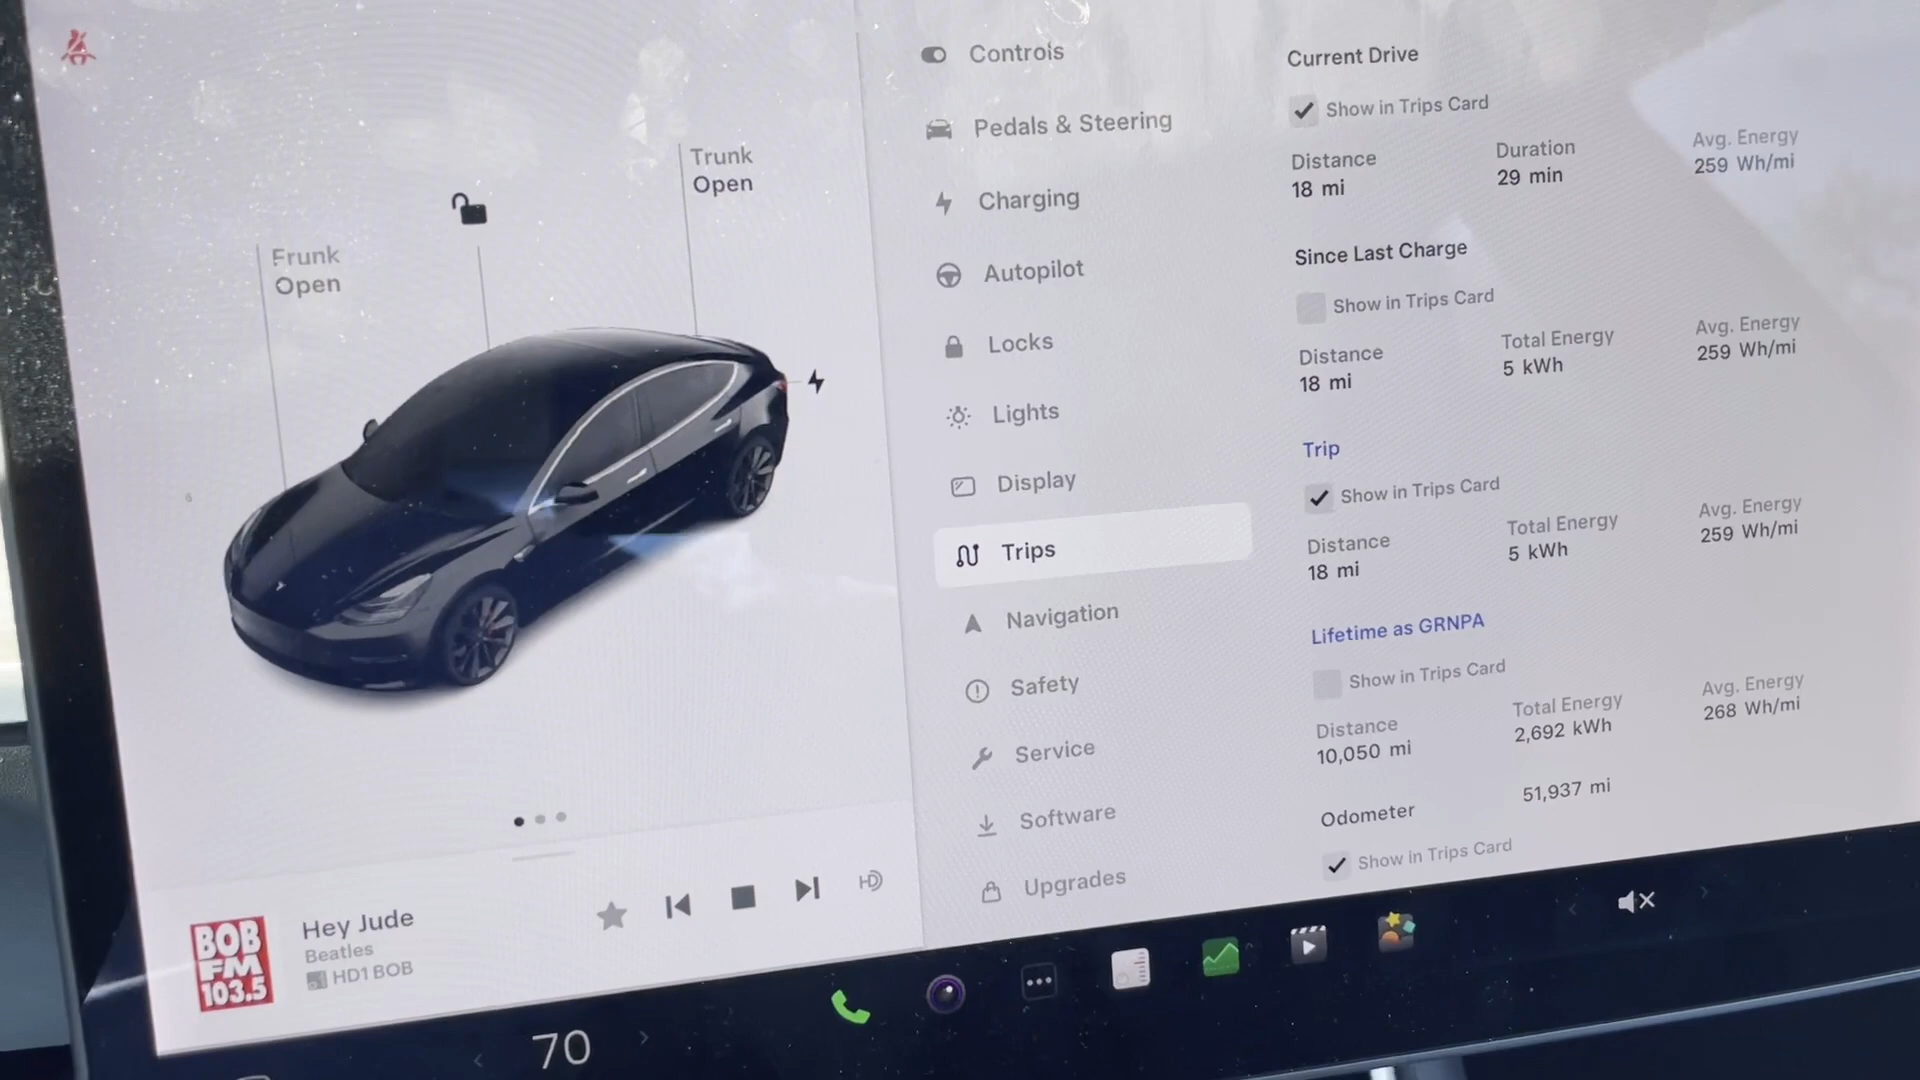 Trunk
Open
Frunk
Open
Controls
Pedals & Steering
Charging
Autopilot
Locks
Lights
Display
Trips
Navigation
Safety
Service
Software
Upgrades
Current Drive
Show in Trips Card
Distance
18 mi
Duration
29 min
Avg. Energy
259 Wh/mi
Since Last Charge
Show in Trips Card
Distance
18 mi
Total Energy
5 kWh
Avg. Energy
259 Wh/mi
Trip
Show in Trips Card
Distance
18 mi
Total Energy
5 kWh
Avg. Energy
259 Wh/mi
Lifetime as GRNPA
Show in Trips Card
Distance
10,050 mi
Total Energy
2,692 kWh
Avg. Energy
268 Wh/mi
Odometer
51,937 mi
Show in Trips Card
BOB
FM
103.5
Hey Jude
Beatles
HD1 BOB
HD
70